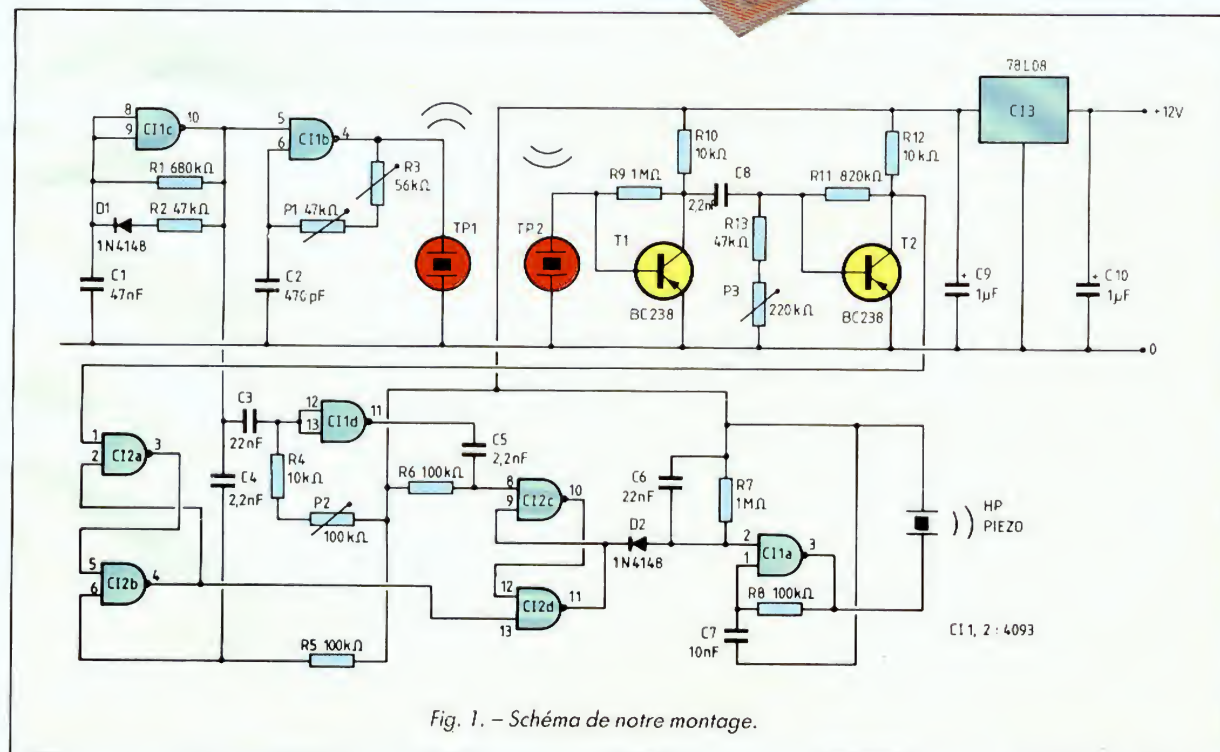 78L08
CI3
+12V
8
9
10
CI1c
5
6
4
CI1b
R1 680kΩ
D1
R2 47kΩ
1N4148
C1
47nF
P1 47kΩ
R3
56kΩ
C2
470pF
TP1
TP2
R9 1MΩ
R10
10kΩ
C8
2,2nF
T1
BC238
R13
47kΩ
P3
220kΩ
R11 820kΩ
R12
10kΩ
T2
BC238
+
C9
1µF
+
C10
1µF
0
1
2
3
CI2a
5
6
4
CI2b
C3
22nF
C4
2,2nF
12
13
11
CI1d
R4
10kΩ
P2
100kΩ
R5 100kΩ
C5
2,2nF
R6 100kΩ
8
9
10
CI2c
12
13
11
CI2d
C6
22nF
D2
1N4148
R7
1MΩ
2
1
3
CI1a
R8 100kΩ
C7
10nF
HP
PIEZO
CI1, 2 : 4093
Fig. 1. – Schéma de notre montage.